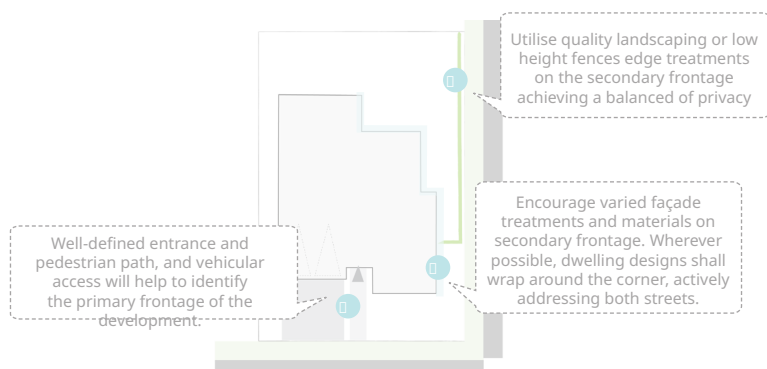 Utilise quality landscaping or low
height fences edge treatments
on the secondary frontage
achieving a balanced of privacy
Encourage varied façade
treatments and materials on
secondary frontage. Wherever
possible, dwelling designs shall
wrap around the corner, actively
addressing both streets.
Well-defined entrance and
pedestrian path, and vehicular
access will help to identify
the primary frontage of the
development.